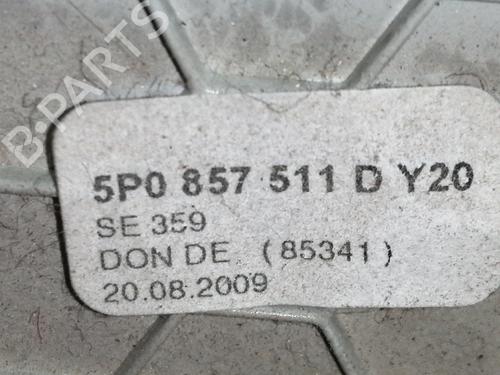 B-PARTS
5P0 857 511 D Y20
SE 359
DON DE (85341)
20.08.2009